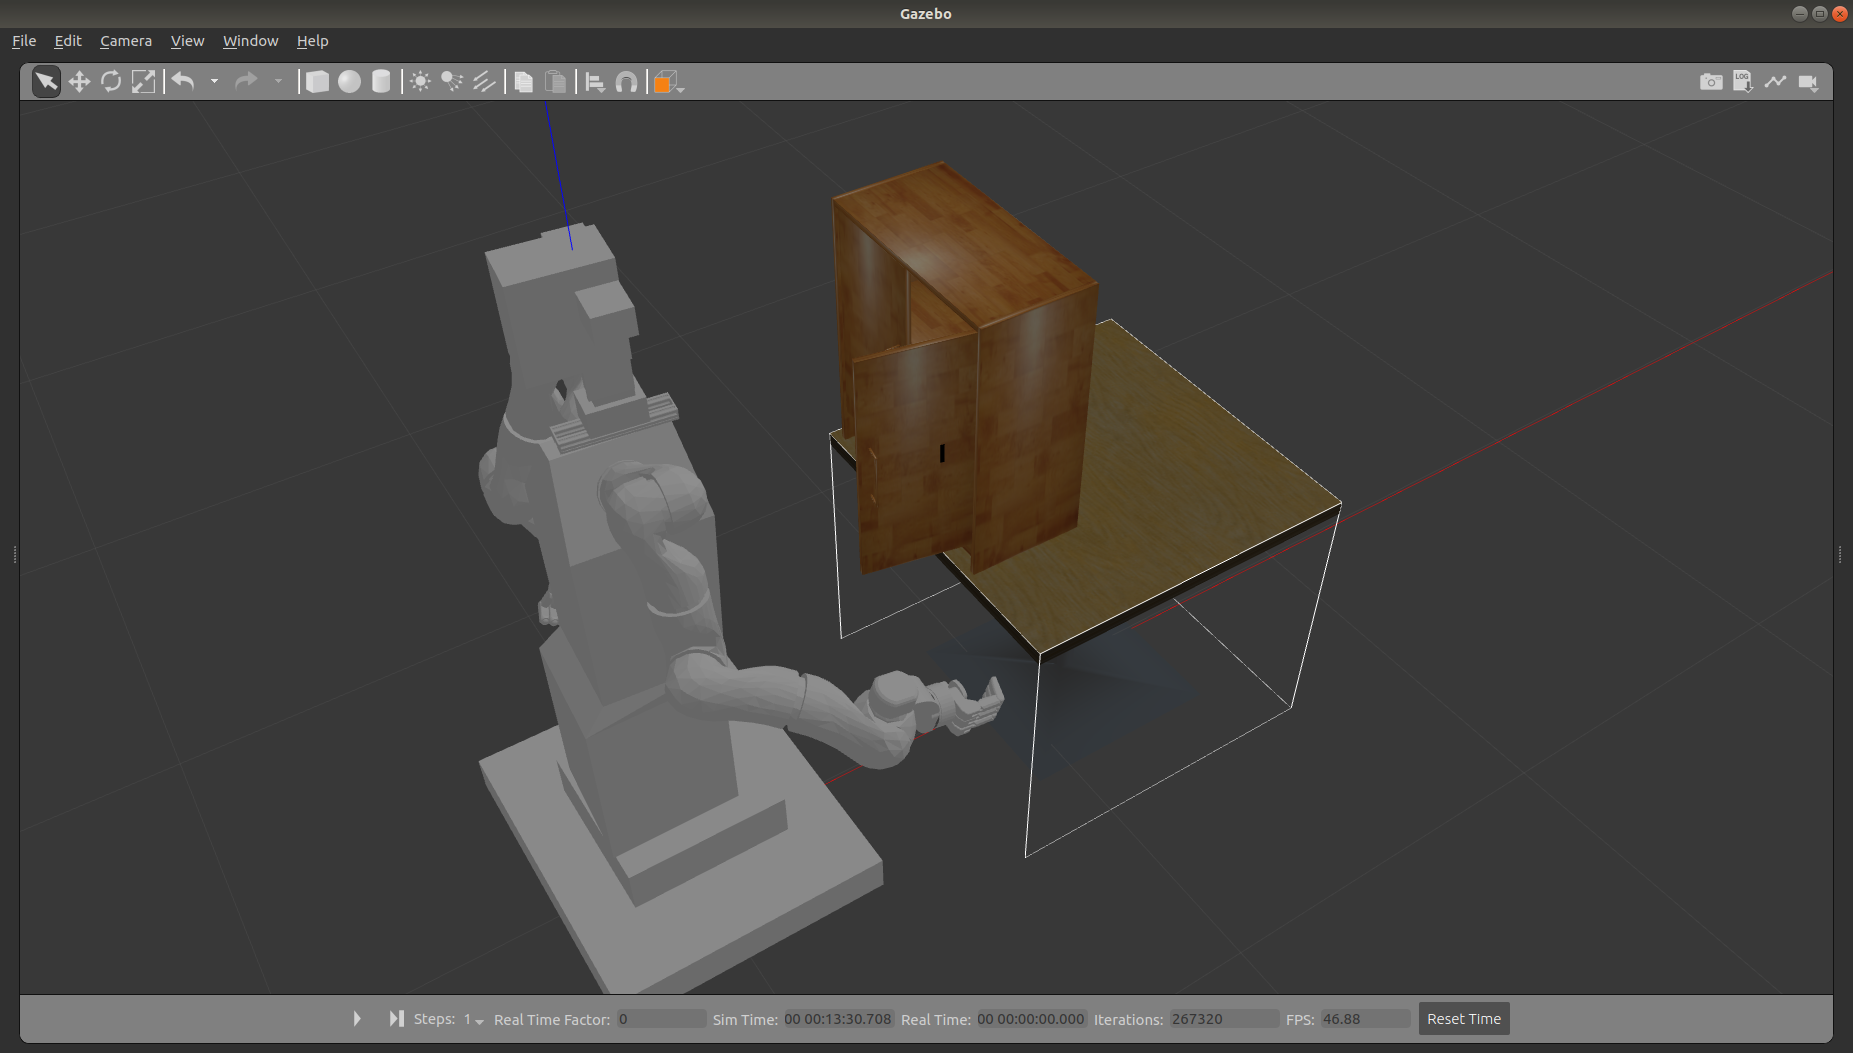 Gazebo
File Edit Camera View Window Help
LOG
Steps: 1 Real Time Factor: 0 Sim Time: 00 00:13:30.708 Real Time: 00 00:00:00.000 Iterations: 267320 FPS: 46.88 Reset Time